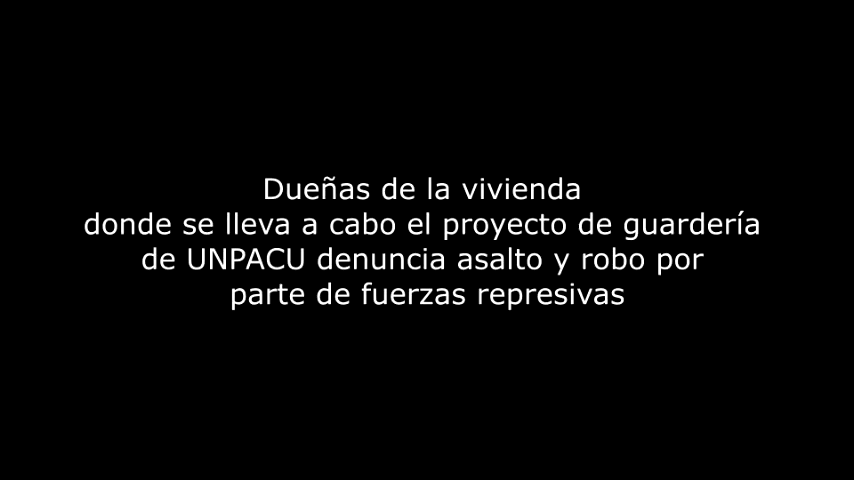 Dueñas de la vivienda
donde se lleva a cabo el proyecto de guardería
de UNPACU denuncia asalto y robo por
parte de fuerzas represivas